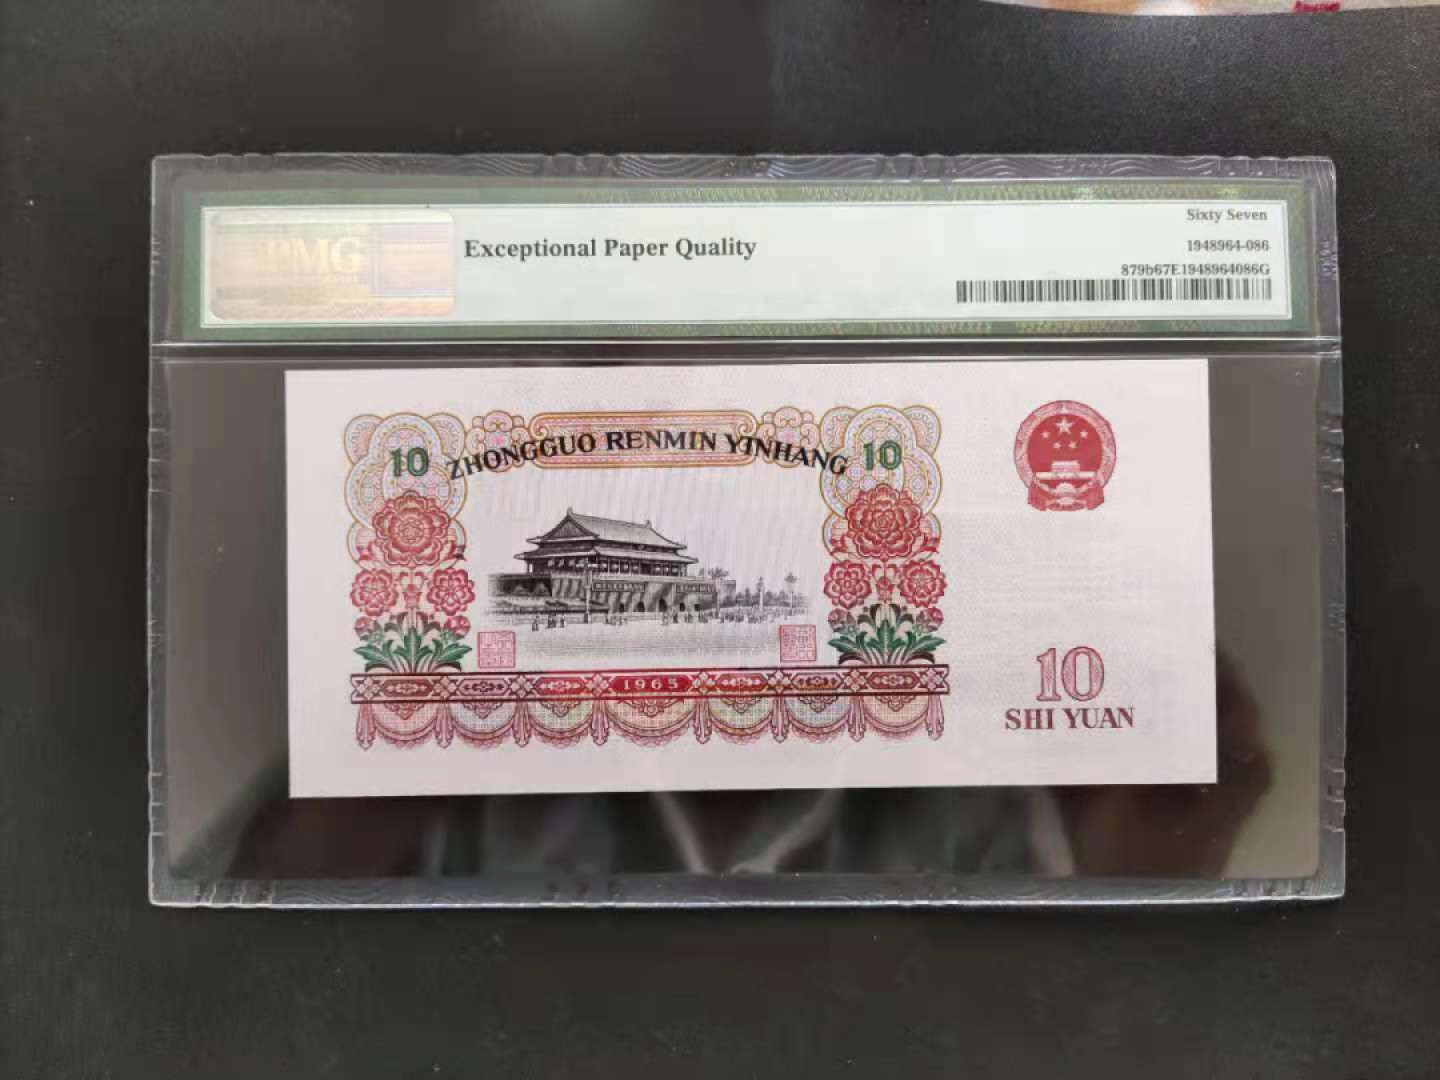 PMG
Exceptional Paper Quality
Sixty Seven
1948964-086
879b67E1948964086G
10 ZHONGGUO RENMIN YINHANG 10
1965
10
SHI YUAN